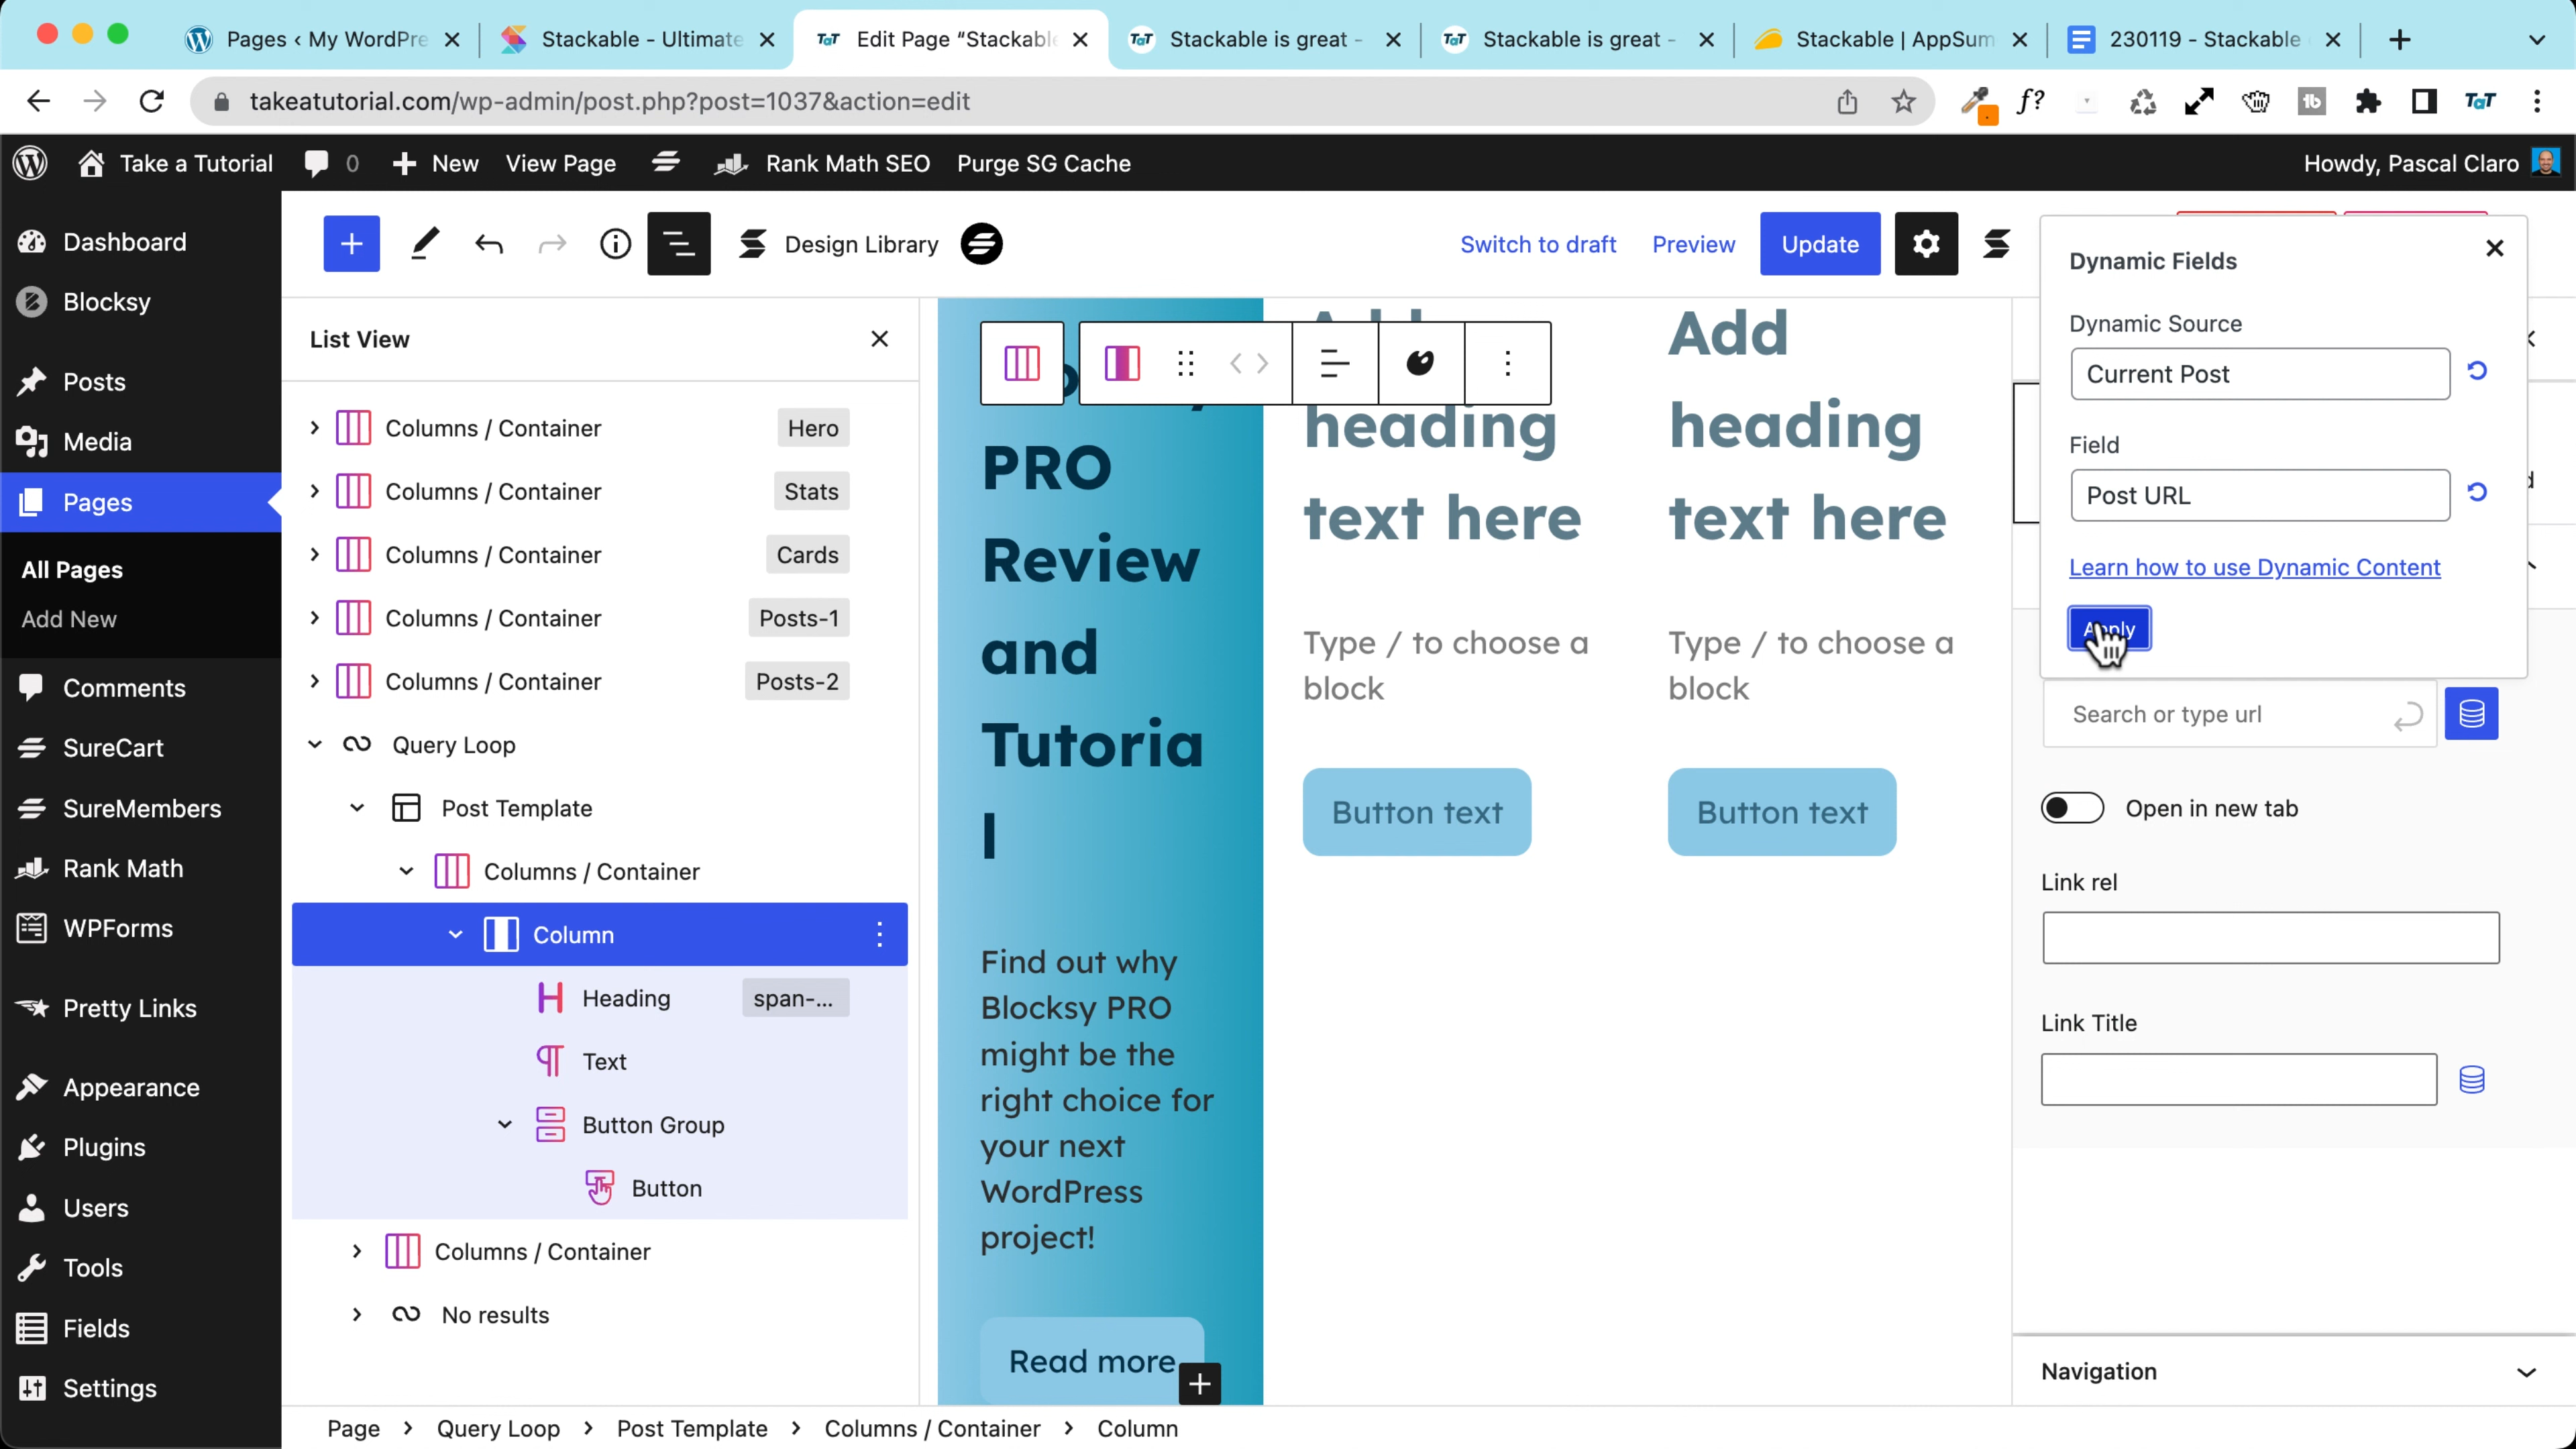 Pages ‹ My WordPre
Stackable - Ultimate
Edit Page “Stackable
Stackable is great -
Stackable is great -
Stackable | AppSum
230119 - Stackable
takeatutorial.com/wp-admin/post.php?post=1037&action=edit
f?
tb
TaT
Take a Tutorial
0
New
View Page
Rank Math SEO
Purge SG Cache
Howdy, Pascal Claro
Dashboard
Blocksy
Posts
Media
Pages
All Pages
Add New
Comments
SureCart
SureMembers
Rank Math
WPForms
Pretty Links
Appearance
Plugins
Users
Tools
Fields
Settings
Design Library
Switch to draft
Preview
Update
List View
Columns / Container
Hero
Columns / Container
Stats
Columns / Container
Cards
Columns / Container
Posts-1
Columns / Container
Posts-2
Query Loop
Post Template
Columns / Container
Column
Heading
span-...
Text
Button Group
Button
Columns / Container
No results
PRO
Review
and
Tutoria
l
Find out why
Blocksy PRO
might be the
right choice for
your next
WordPress
project!
Read more
Add
heading
text here
Type / to choose a
block
Button text
Add
heading
text here
Type / to choose a
block
Button text
Dynamic Fields
Dynamic Source
Current Post
Field
Post URL
Learn how to use Dynamic Content
Apply
Search or type url
Open in new tab
Link rel
Link Title
Navigation
Page
Query Loop
Post Template
Columns / Container
Column